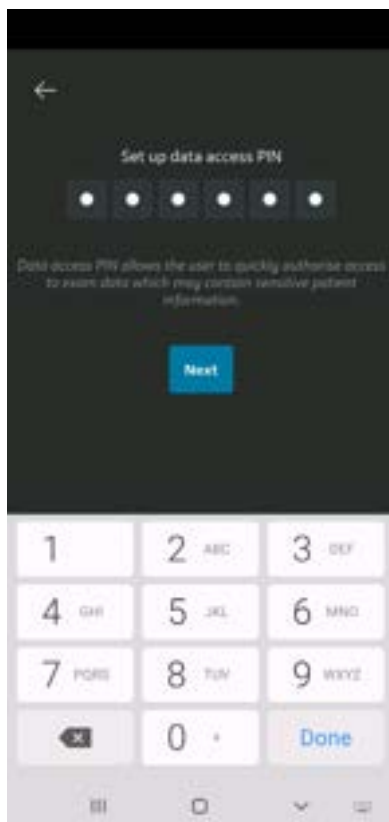 Set up data access PIN
Data access PIN allows the user to quickly authorise access
to exam data which may contain sensitive patient
information.
Next
1
2 ABC
3 DEF
4 GHI
5 JKL
6 MNO
7 PQRS
8 TUV
9 WXYZ
0 +
Done